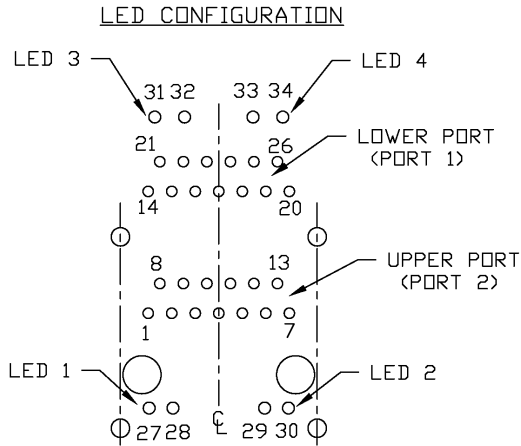 LED CONFIGURATION
LED 3
LED 4
31 32 33 34
21 26
LOWER PORT
(PORT 1)
14 20
8 13
UPPER PORT
(PORT 2)
1 7
LED 1
LED 2
27 28 29 30
℄